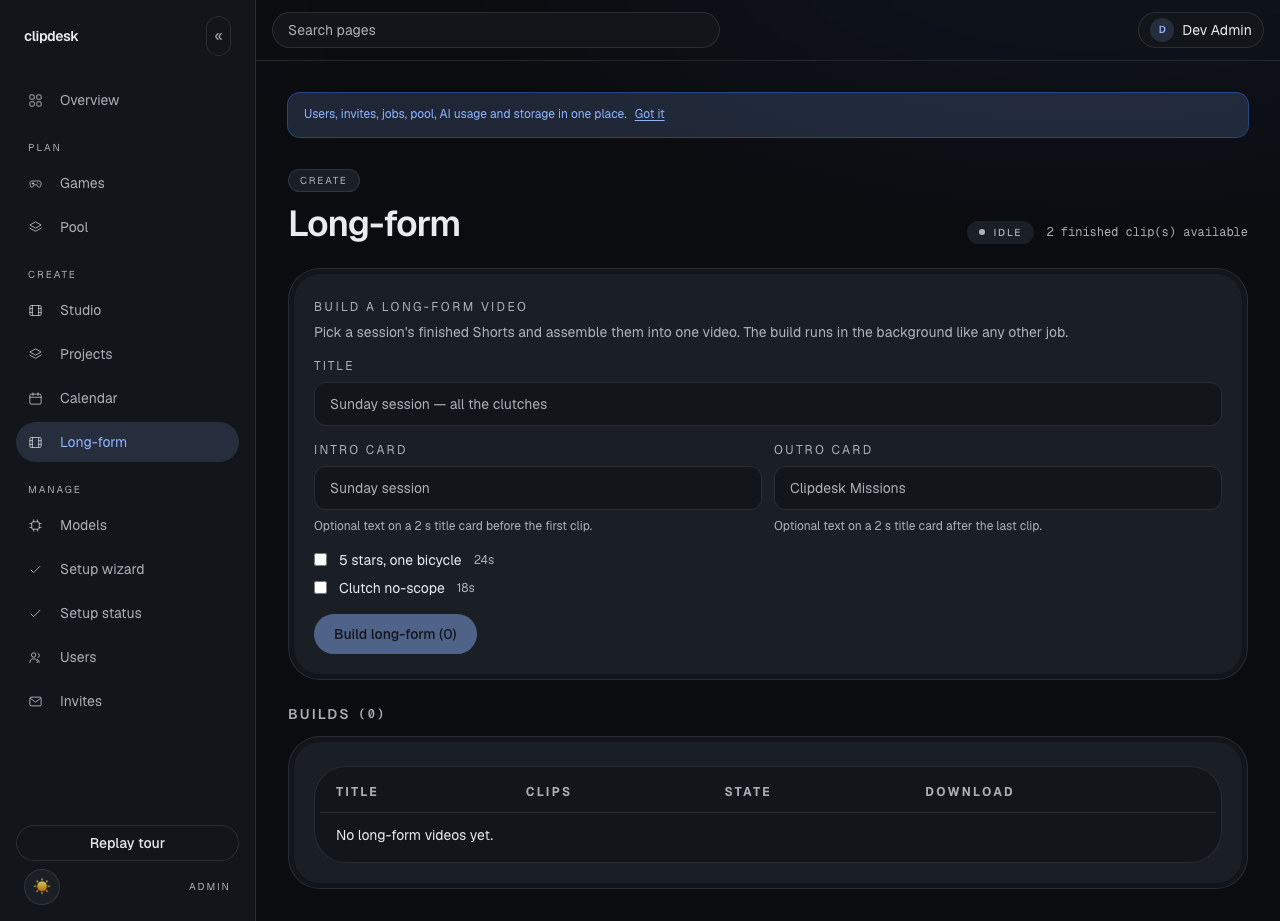 clipdesk
«
Search pages
D
Dev Admin
Overview
PLAN
Games
Pool
CREATE
Studio
Projects
Calendar
Long-form
MANAGE
Models
Setup wizard
Setup status
Users
Invites
Replay tour
ADMIN
Users, invites, jobs, pool, AI usage and storage in one place. Got it
CREATE
Long-form
IDLE
2 finished clip(s) available
BUILD A LONG-FORM VIDEO
Pick a session's finished Shorts and assemble them into one video. The build runs in the background like any other job.
TITLE
Sunday session — all the clutches
INTRO CARD
OUTRO CARD
Sunday session
Clipdesk Missions
Optional text on a 2 s title card before the first clip.
Optional text on a 2 s title card after the last clip.
5 stars, one bicycle 24s
Clutch no-scope 18s
Build long-form (0)
BUILDS (0)
TITLE CLIPS STATE DOWNLOAD
No long-form videos yet.